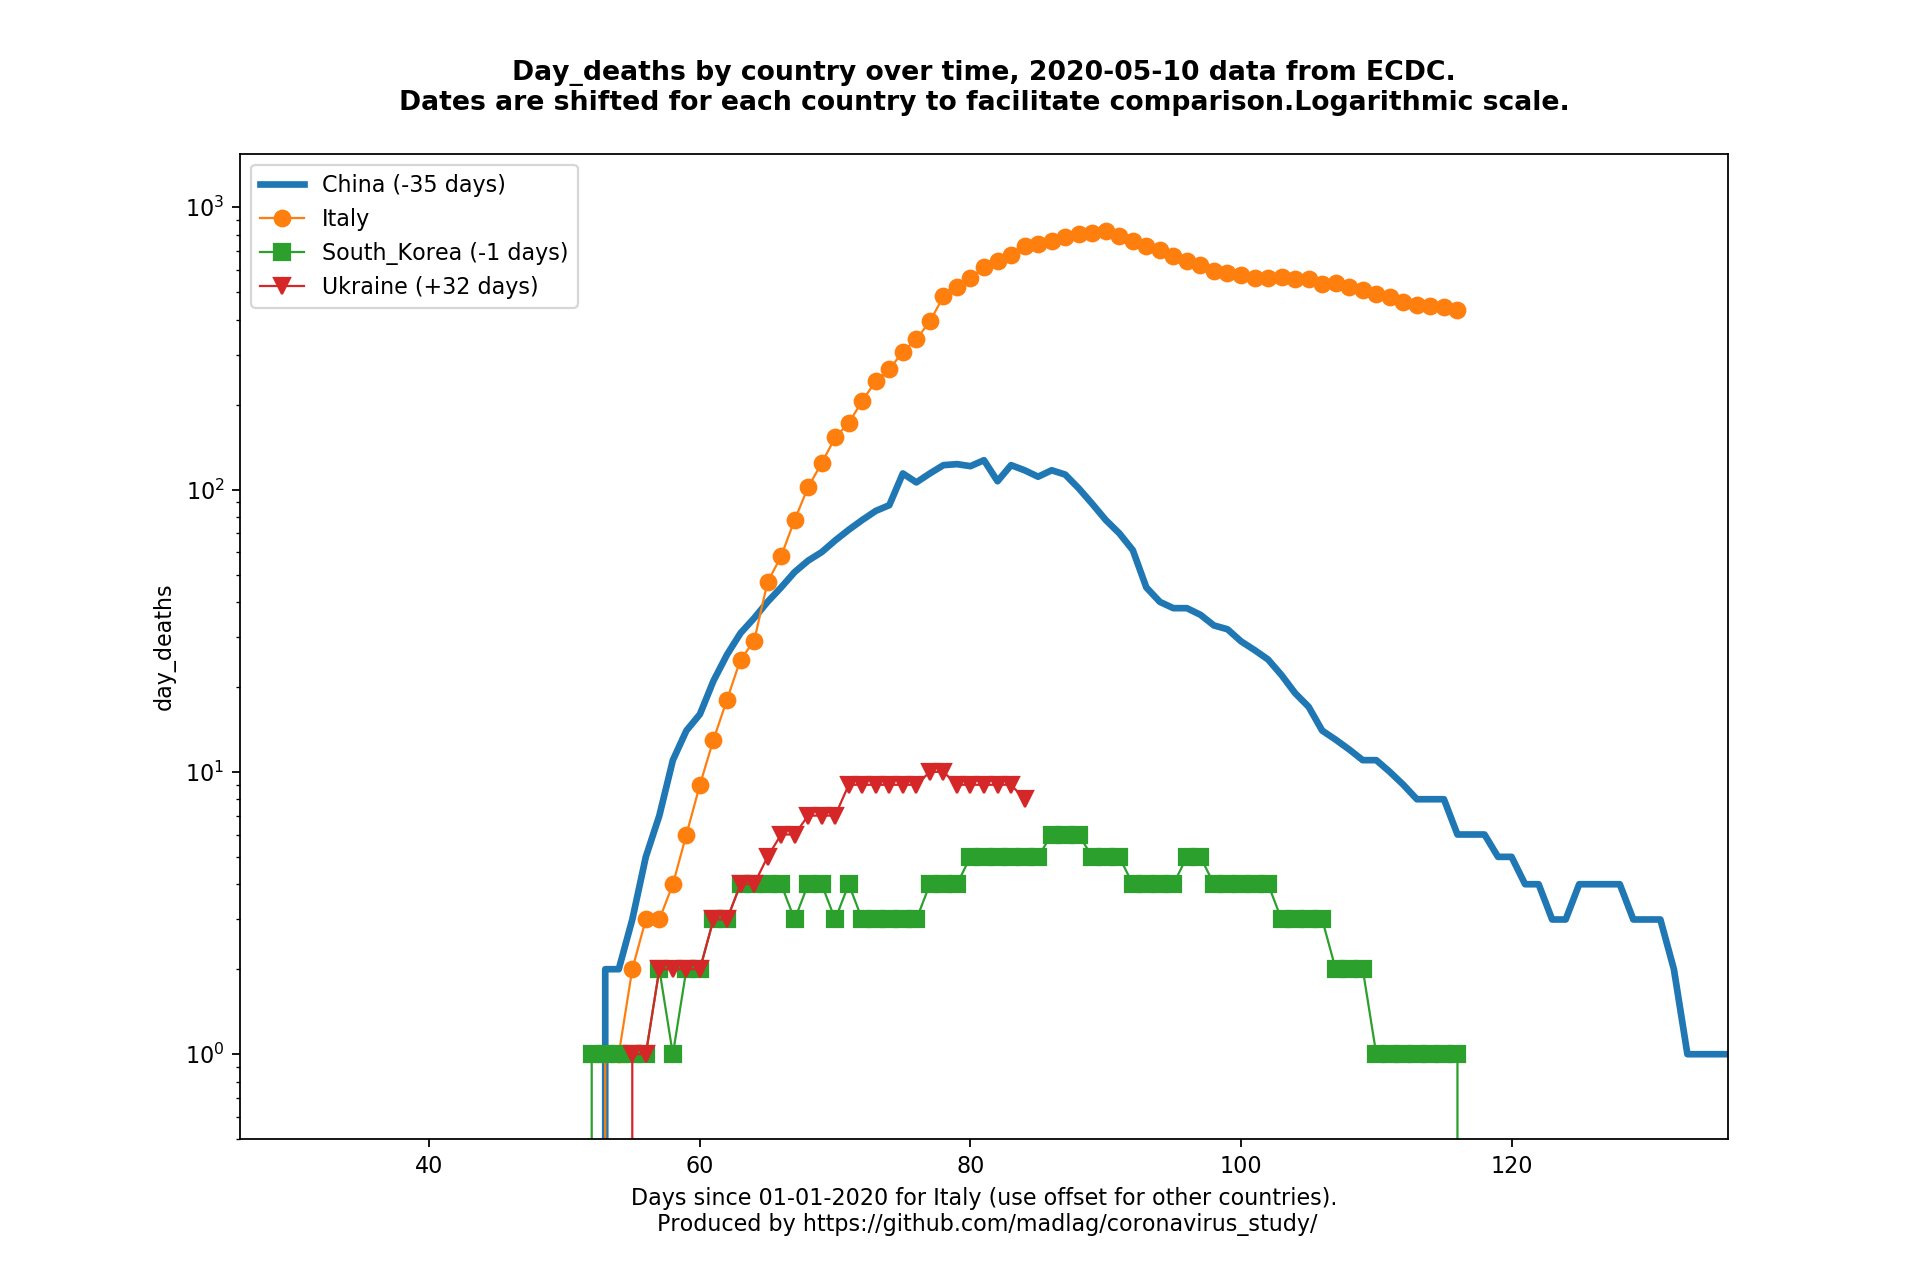 Day_deaths by country over time, 2020-05-10 data from ECDC.
Dates are shifted for each country to facilitate comparison.Logarithmic scale.
China (-35 days)
Italy
South_Korea (-1 days)
Ukraine (+32 days)
10³
10²
10¹
10⁰
day_deaths
40 60 80 100 120
Days since 01-01-2020 for Italy (use offset for other countries).
Produced by https://github.com/madlag/coronavirus_study/